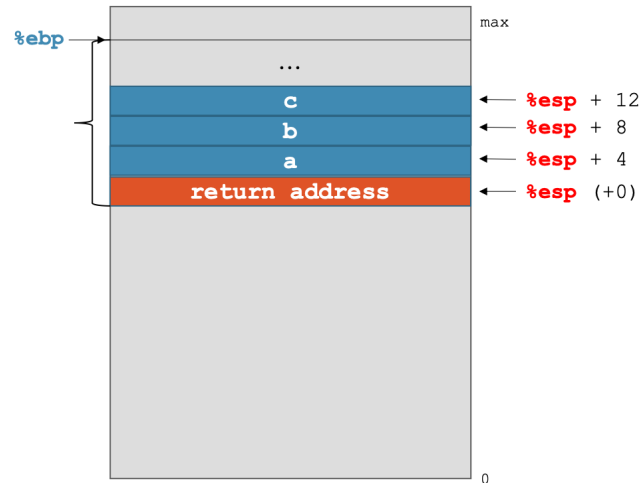 max
%ebp
...
c %esp + 12
b %esp + 8
a %esp + 4
return address %esp (+0)
0